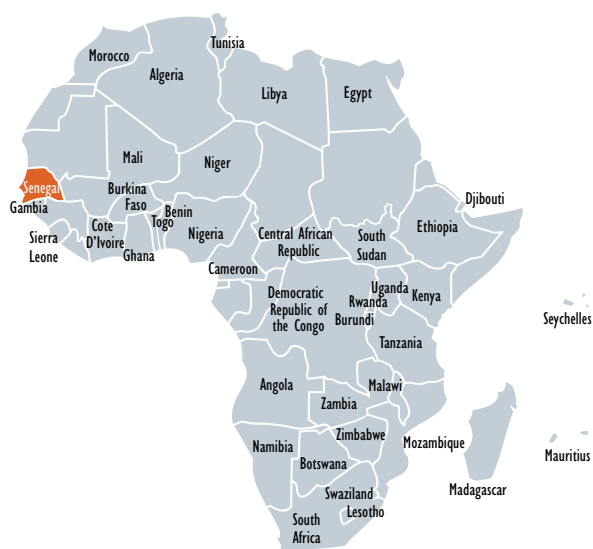 Tunisia
Morocco
Algeria
Libya
Egypt
Mali
Niger
Senegal
Burkina
Faso
Djibouti
Gambia
Benin
Togo
Cote
D'Ivoire
Ethiopia
Sierra
Leone
Ghana
Nigeria
Central African
Republic
South
Sudan
Cameroon
Uganda
Kenya
Democratic
Republic of
the Congo
Rwanda
Burundi
Seychelles
Tanzania
Angola
Malawi
Zambia
Zimbabwe
Mozambique
Namibia
Botswana
Mauritius
Madagascar
Swaziland
Lesotho
South
Africa